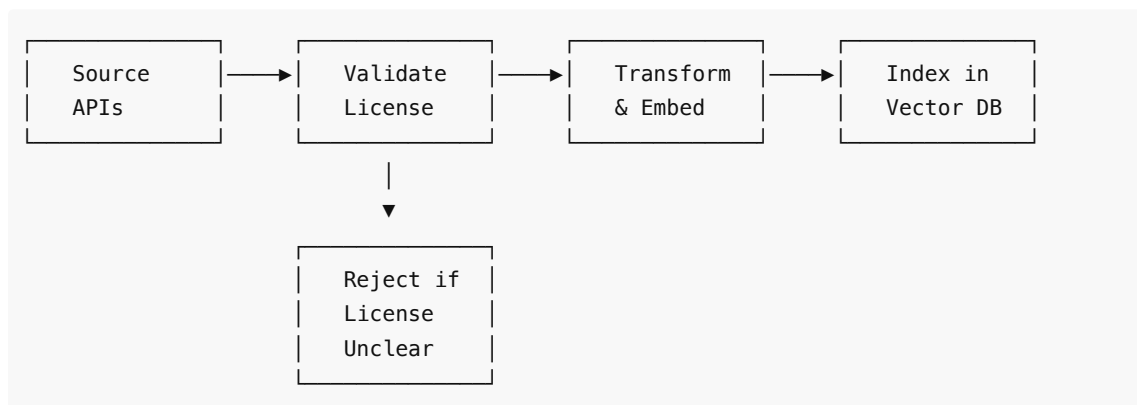 Source
APIs
Validate
License
Transform
& Embed
Index in
Vector DB
Reject if
License
Unclear